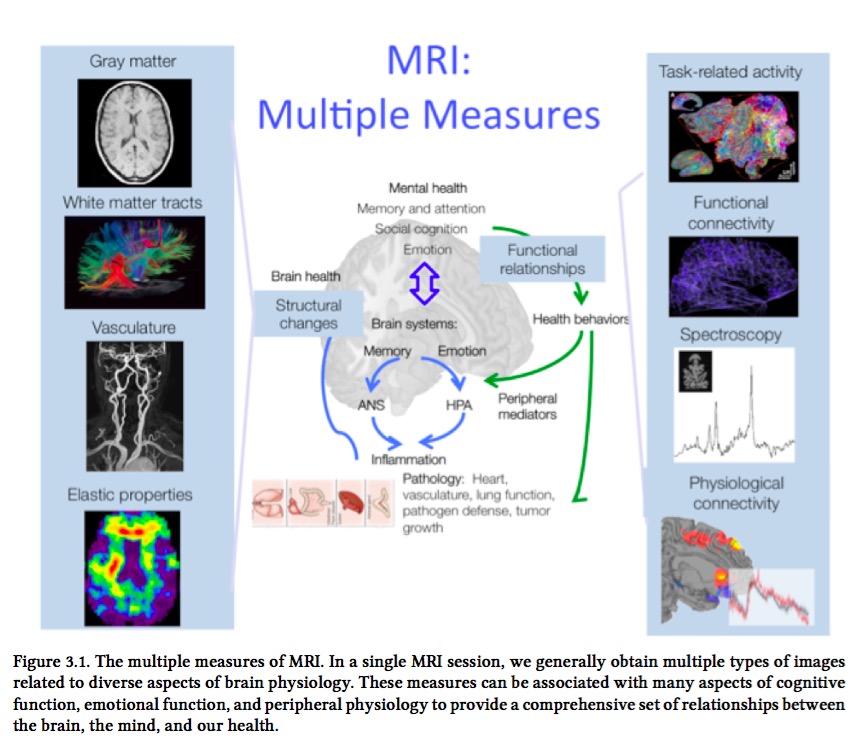 MRI:
Multiple Measures
Gray matter
White matter tracts
Vasculature
Elastic properties
Mental health
Memory and attention
Social cognition
Emotion
Functional
relationships
Brain health
Structural
changes
Brain systems:
Memory
Emotion
Health behaviors
ANS
HPA
Peripheral
mediators
Inflammation
Pathology: Heart,
vasculature, lung function,
pathogen defense, tumor
growth
Task-related activity
A
Functional
connectivity
Spectroscopy
Physiological
connectivity
Figure 3.1. The multiple measures of MRI. In a single MRI session, we generally obtain multiple types of images
related to diverse aspects of brain physiology. These measures can be associated with many aspects of cognitive
function, emotional function, and peripheral physiology to provide a comprehensive set of relationships between
the brain, the mind, and our health.